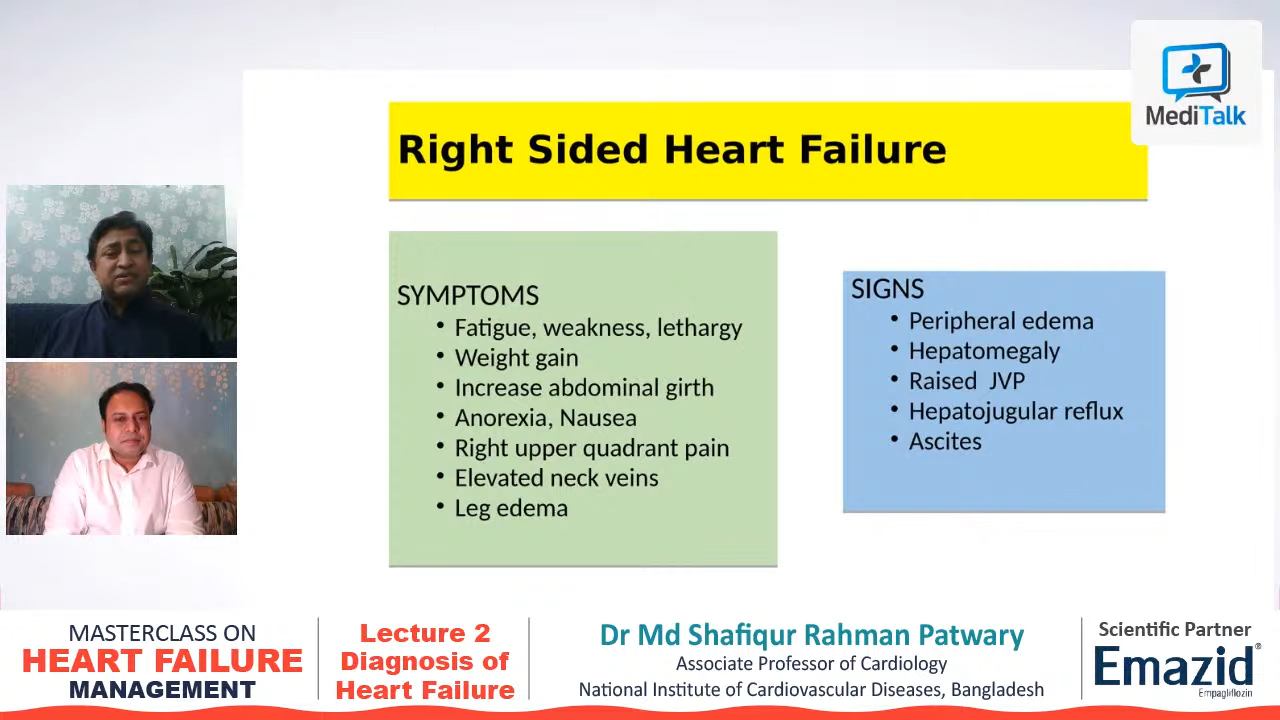 MediTalk
Right Sided Heart Failure
SYMPTOMS
• Fatigue, weakness, lethargy
• Weight gain
• Increase abdominal girth
• Anorexia, Nausea
• Right upper quadrant pain
• Elevated neck veins
• Leg edema
SIGNS
• Peripheral edema
• Hepatomegaly
• Raised JVP
• Hepatojugular reflux
• Ascites
MASTERCLASS ON
HEART FAILURE
MANAGEMENT
Lecture 2
Diagnosis of
Heart Failure
Dr Md Shafiqur Rahman Patwary
Associate Professor of Cardiology
National Institute of Cardiovascular Diseases, Bangladesh
Scientific Partner
Emazid®
Empagliflozin